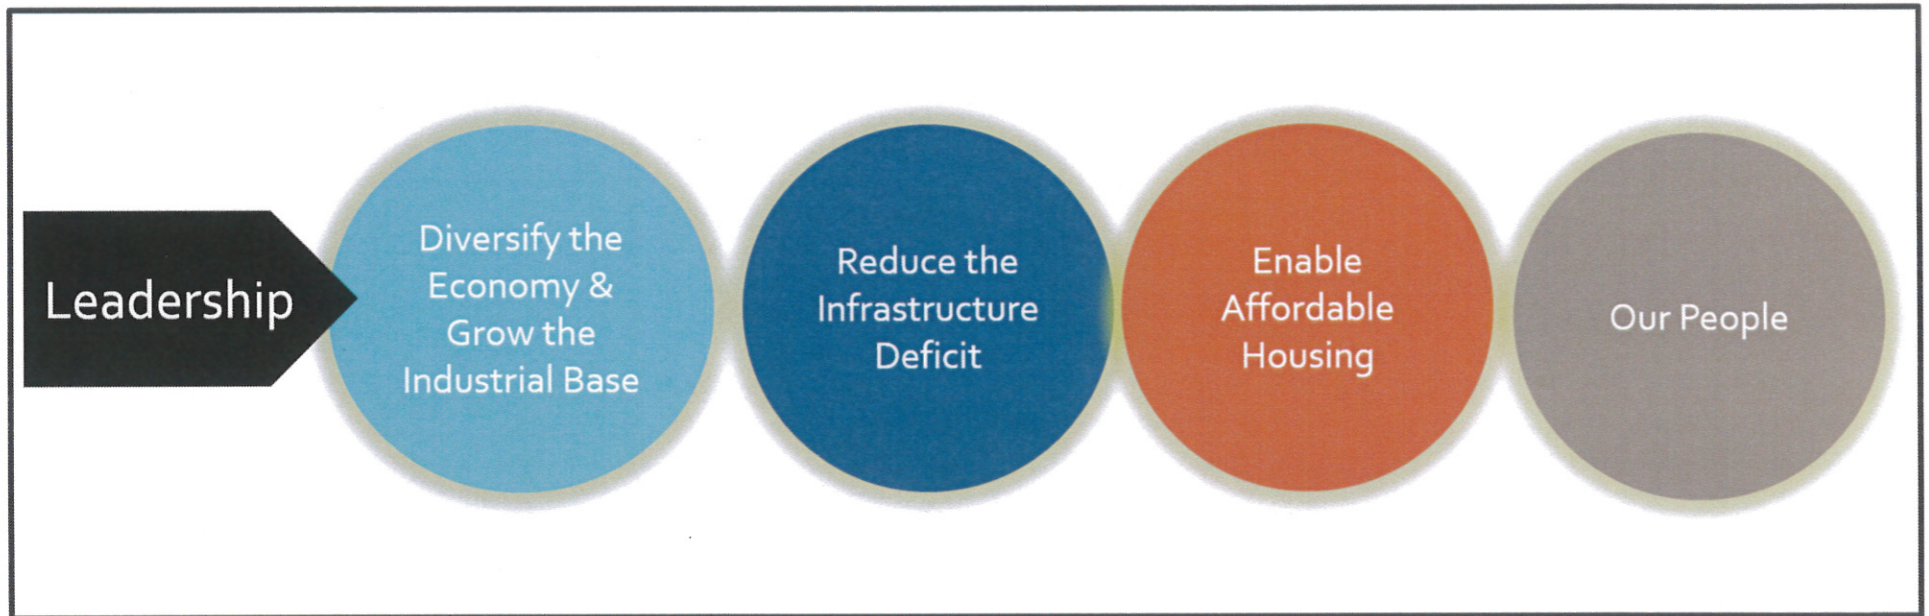 Leadership
Diversify the
Economy &
Grow the
Industrial Base
Reduce the
Infrastructure
Deficit
Enable
Affordable
Housing
Our People